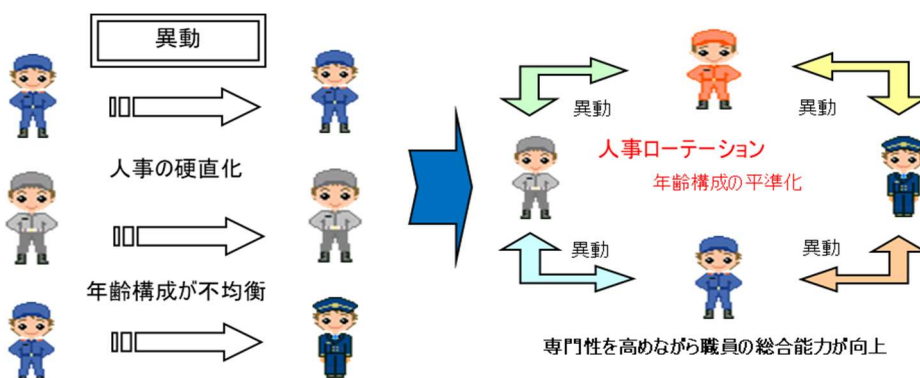 異動
人事の硬直化
年齢構成が不均衡
異動
異動
人事ローテーション
年齢構成の平準化
異動
異動
専門性を高めながら職員の総合能力が向上